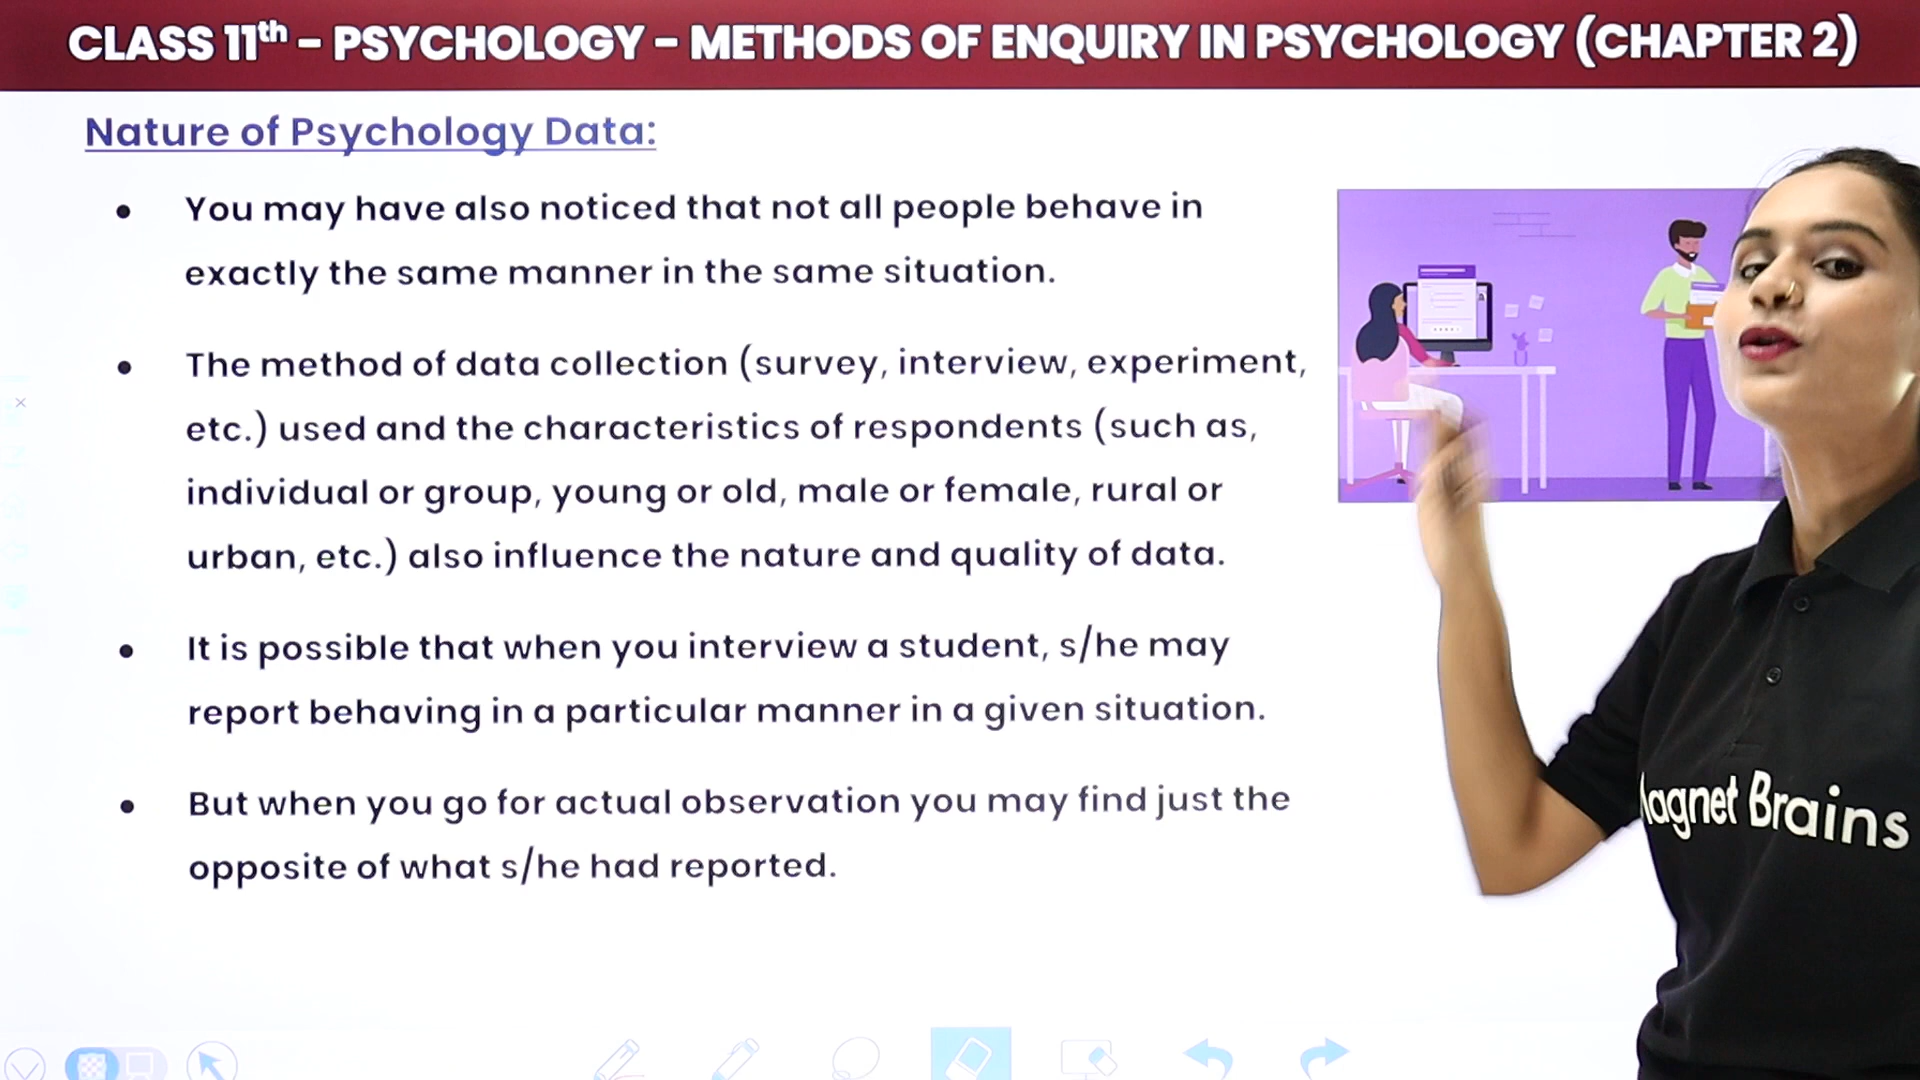 CLASS 11th – PSYCHOLOGY – METHODS OF ENQUIRY IN PSYCHOLOGY (CHAPTER 2)
Nature of Psychology Data:
• You may have also noticed that not all people behave in
exactly the same manner in the same situation.
• The method of data collection (survey, interview, experiment,
etc.) used and the characteristics of respondents (such as,
individual or group, young or old, male or female, rural or
urban, etc.) also influence the nature and quality of data.
• It is possible that when you interview a student, s/he may
report behaving in a particular manner in a given situation.
• But when you go for actual observation you may find just the
opposite of what s/he had reported.
Magnet Brains